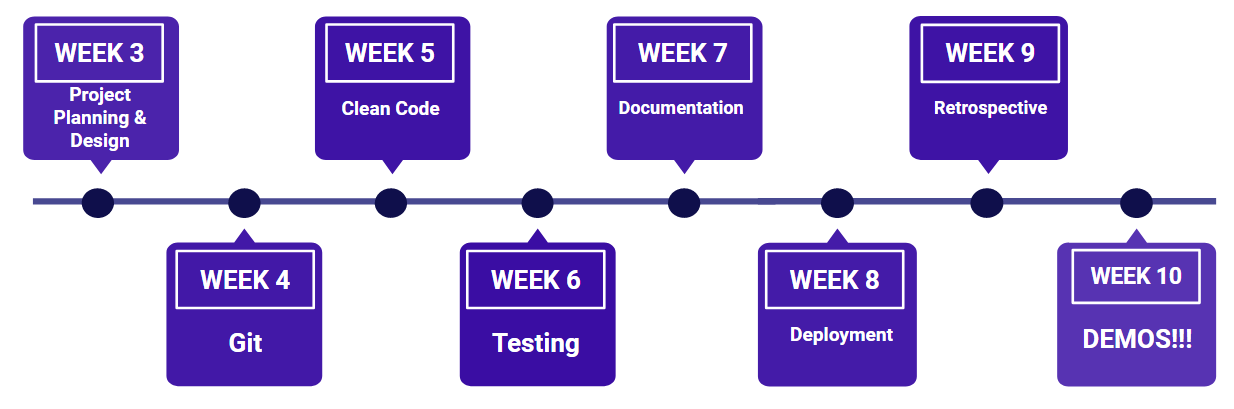 WEEK 3
Project
Planning &
Design
WEEK 4
Git
WEEK 5
Clean Code
WEEK 6
Testing
WEEK 7
Documentation
WEEK 8
Deployment
WEEK 9
Retrospective
WEEK 10
DEMOS!!!